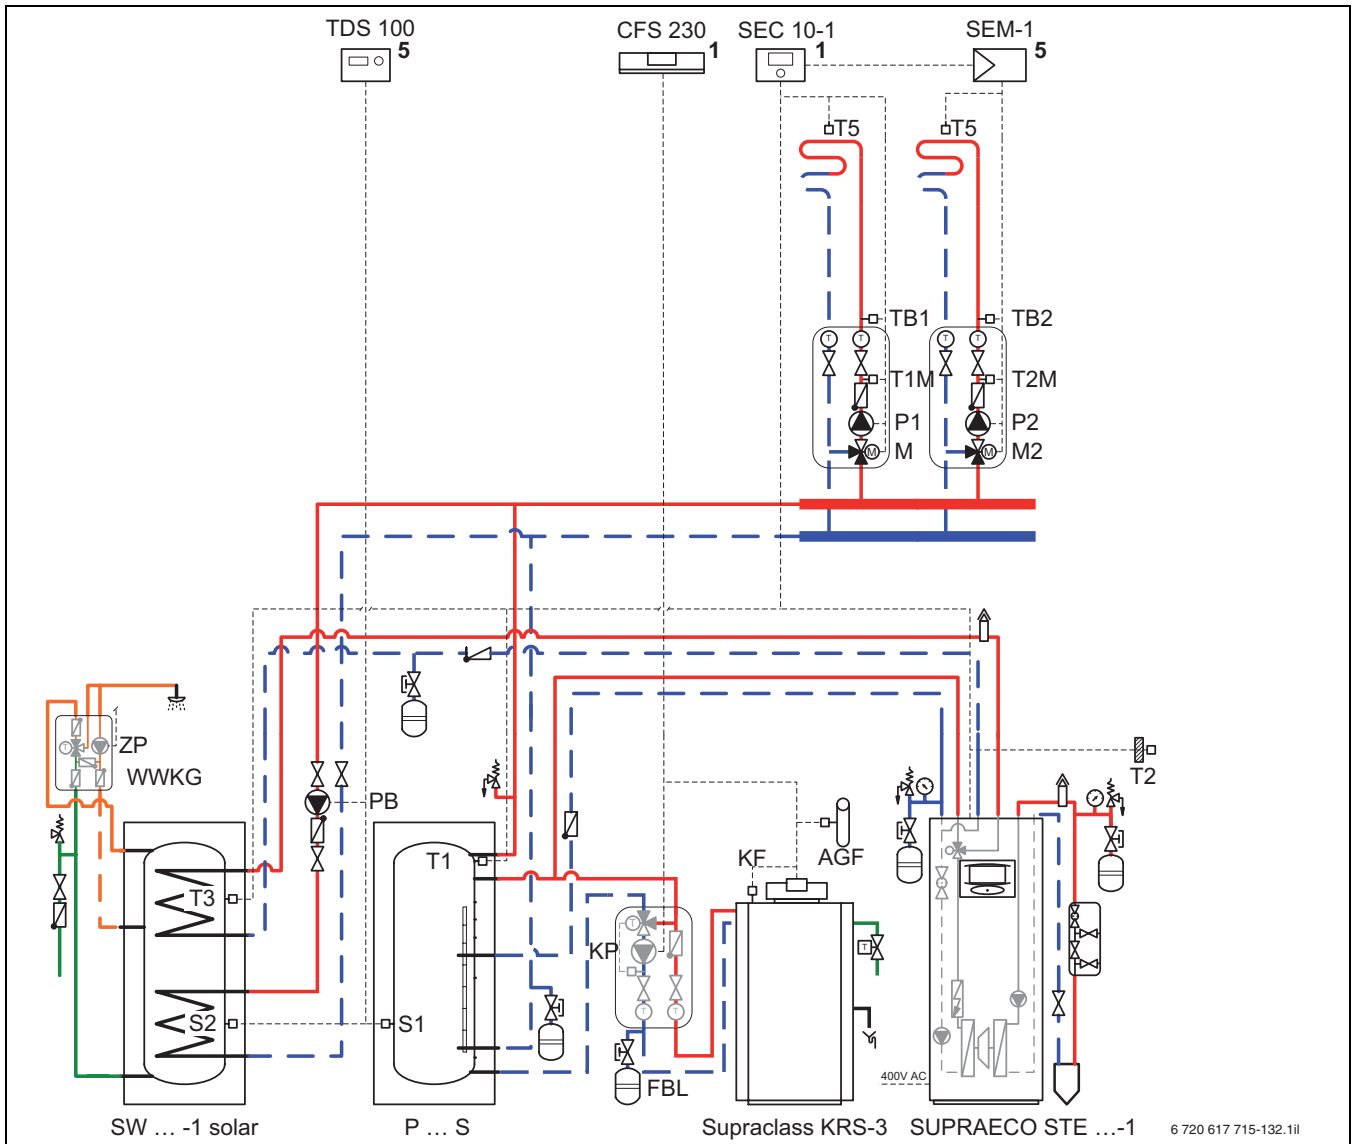 TDS 100
5
CFS 230
1
SEC 10-1
1
SEM-1
5
T5
T5
TB1
TB2
T
T
T
T
T1M
T2M
P1
P2
M
M
M
M2
ZP
T
WWKG
T2
PB
T1
KF
AGF
T3
T
KP
T
S2
S1
T
T
400V AC
FBL
SW ... -1 solar
P ... S
Supraclass KRS-3
SUPRAECO STE ...-1
6 720 617 715-132.1il